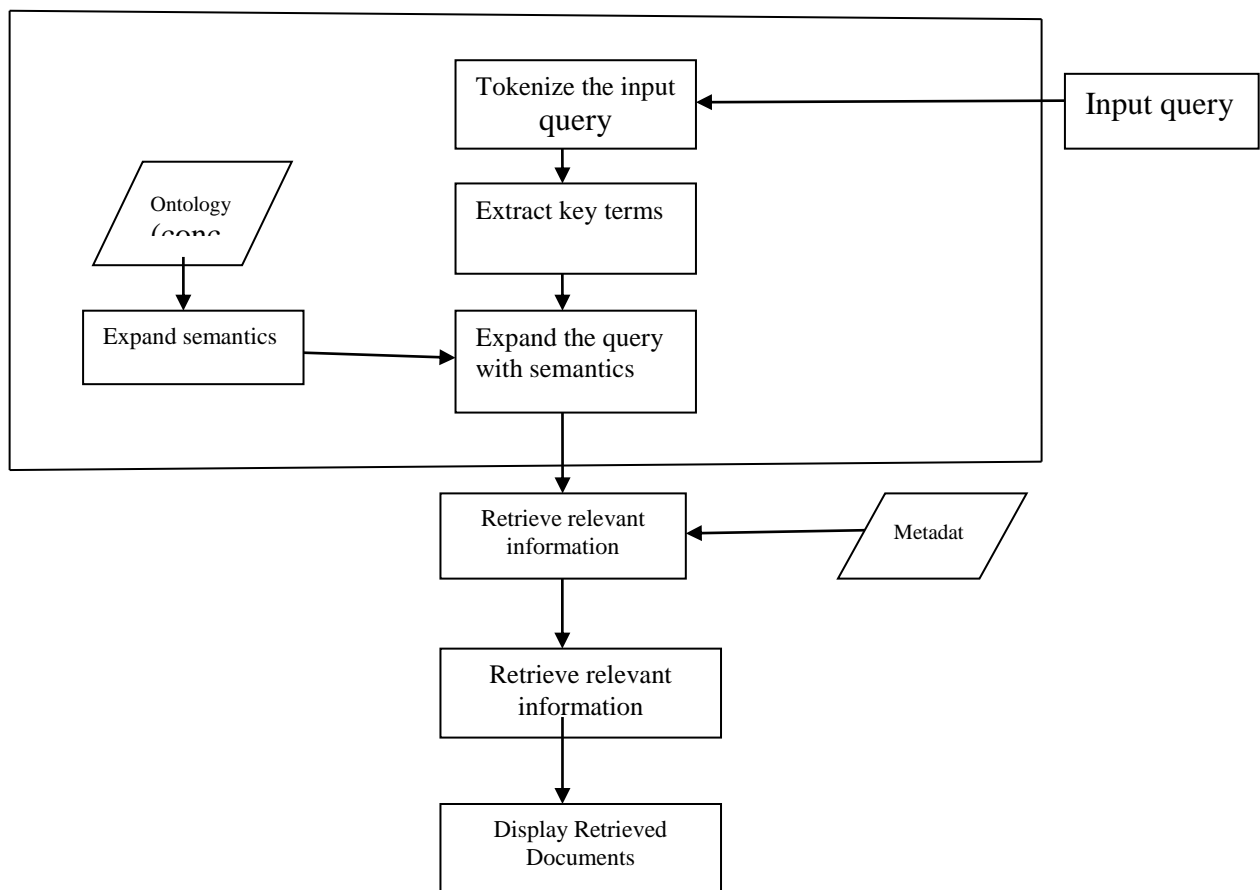 Tokenize the input
query
Input query
Extract key terms
Ontology
Expand semantics
Expand the query
with semantics
Retrieve relevant
information
Metadat
Retrieve relevant
information
Display Retrieved
Documents